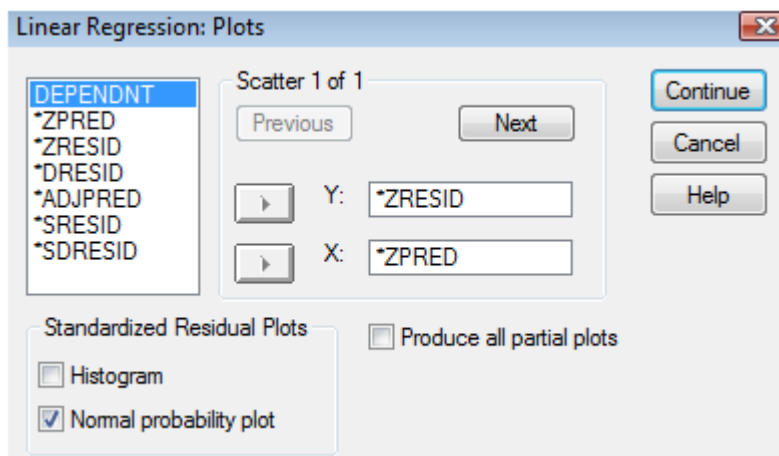 Linear Regression: Plots
DEPENDNT
*ZPRED
*ZRESID
*DRESID
*ADJPRED
*SRESID
*SDRESID
Scatter 1 of 1
Previous
Next
Y: *ZRESID
X: *ZPRED
Continue
Cancel
Help
Standardized Residual Plots
Histogram
Normal probability plot
Produce all partial plots